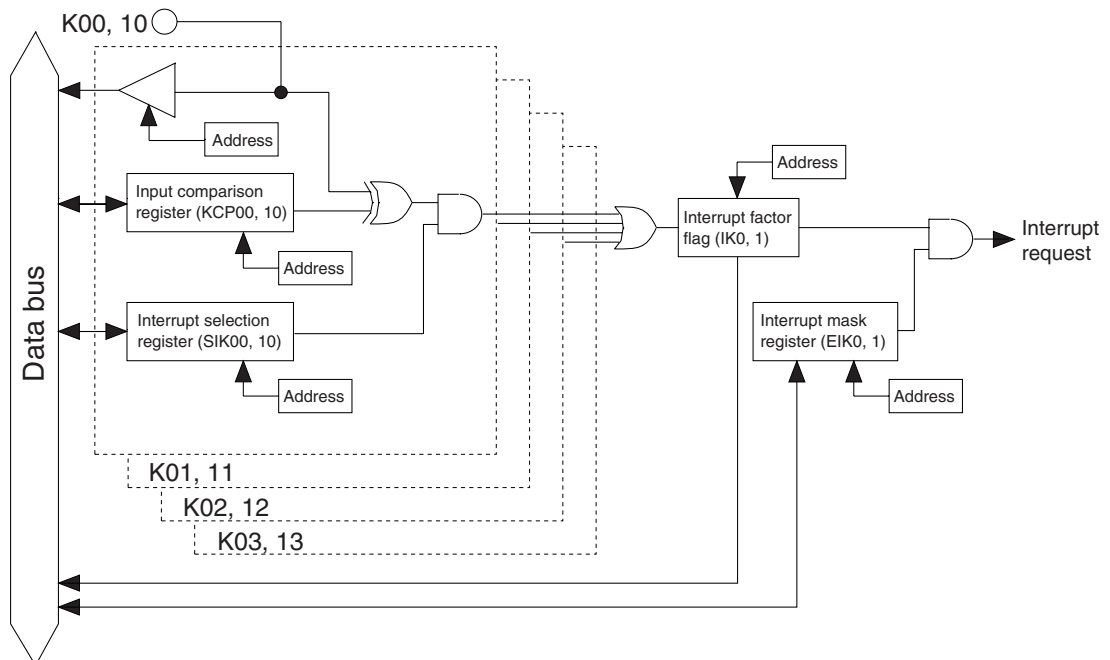 K00, 10
Address
Input comparison
register (KCP00, 10)
Address
Interrupt selection
register (SIK00, 10)
Address
Data bus
K01, 11
K02, 12
K03, 13
Address
Interrupt factor
flag (IK0, 1)
Interrupt
request
Interrupt mask
register (EIK0, 1)
Address